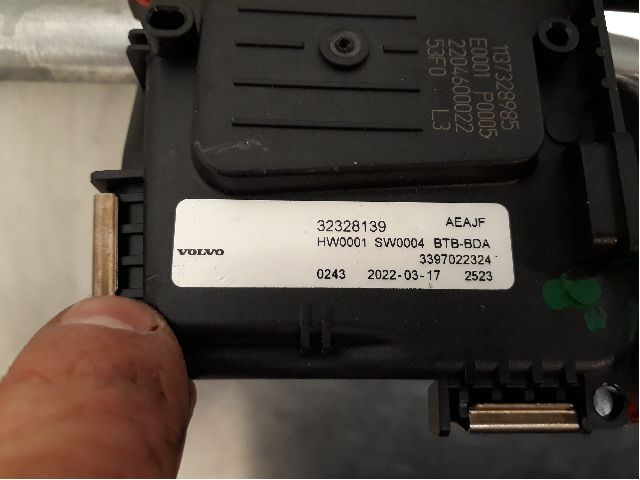 1137328985
E0001 P0005
2204600022
53F0 L3
32328139 AEAJF
HW0001 SW0004 BTB-BDA
VOLVO
3397022324
0243 2022-03-17 2523